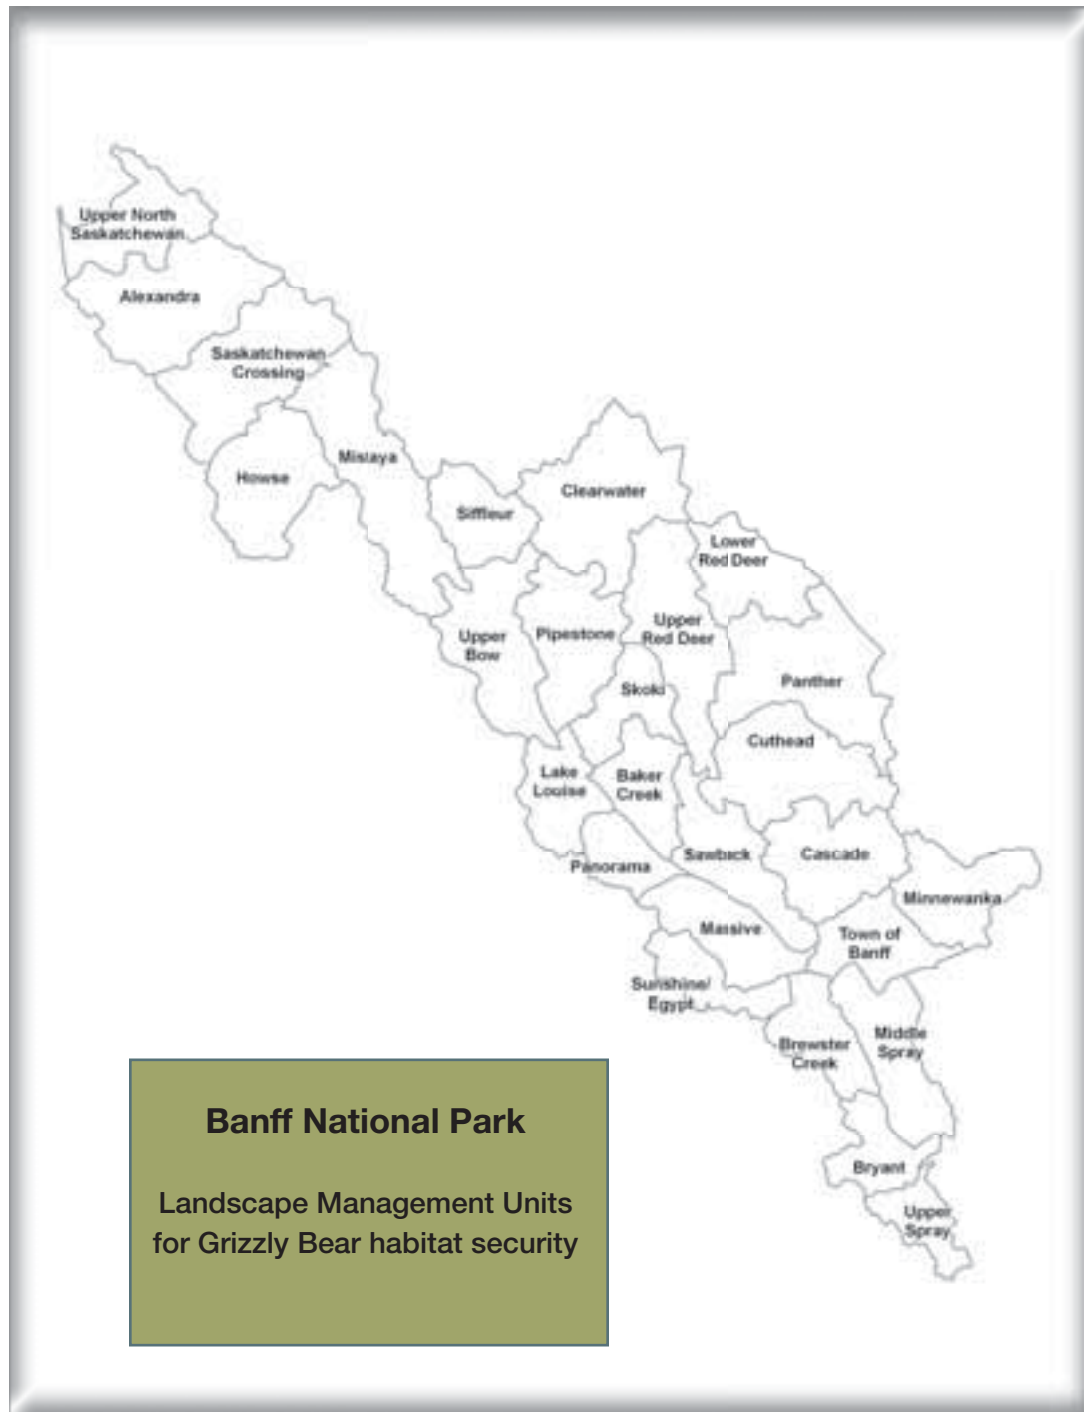 Upper North
Saskatchewan
Alexandra
Saskatchewan
Crossing
Howse
Mistaya
Siffleur
Clearwater
Lower
Red Deer
Upper
Bow
Pipestone
Upper
Red Deer
Skoki
Panther
Cuthead
Lake
Louise
Baker
Creek
Panorama
Sawback
Cascade
Minnewanka
Massive
Town of
Banff
Sunshine/
Egypt
Brewster
Creek
Middle
Spray
Bryant
Upper
Spray
Banff National Park
Landscape Management Units
for Grizzly Bear habitat security